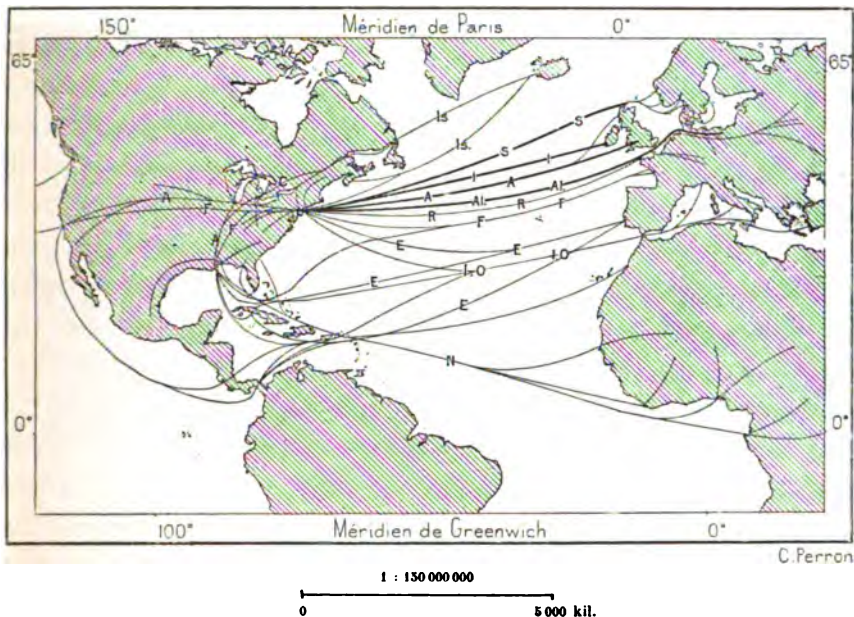 150° Méridien de Paris 0°
65° 65°
Is.
Is.
S
S
I
I
A
A
Al.
Al.
A
F
R
R
F
F
A
E
E
I.O
I.O
E
E
N
0° 0°
100° Méridien de Greenwich 0°
C. Perron
1 : 150 000 000
0 5 000 kil.